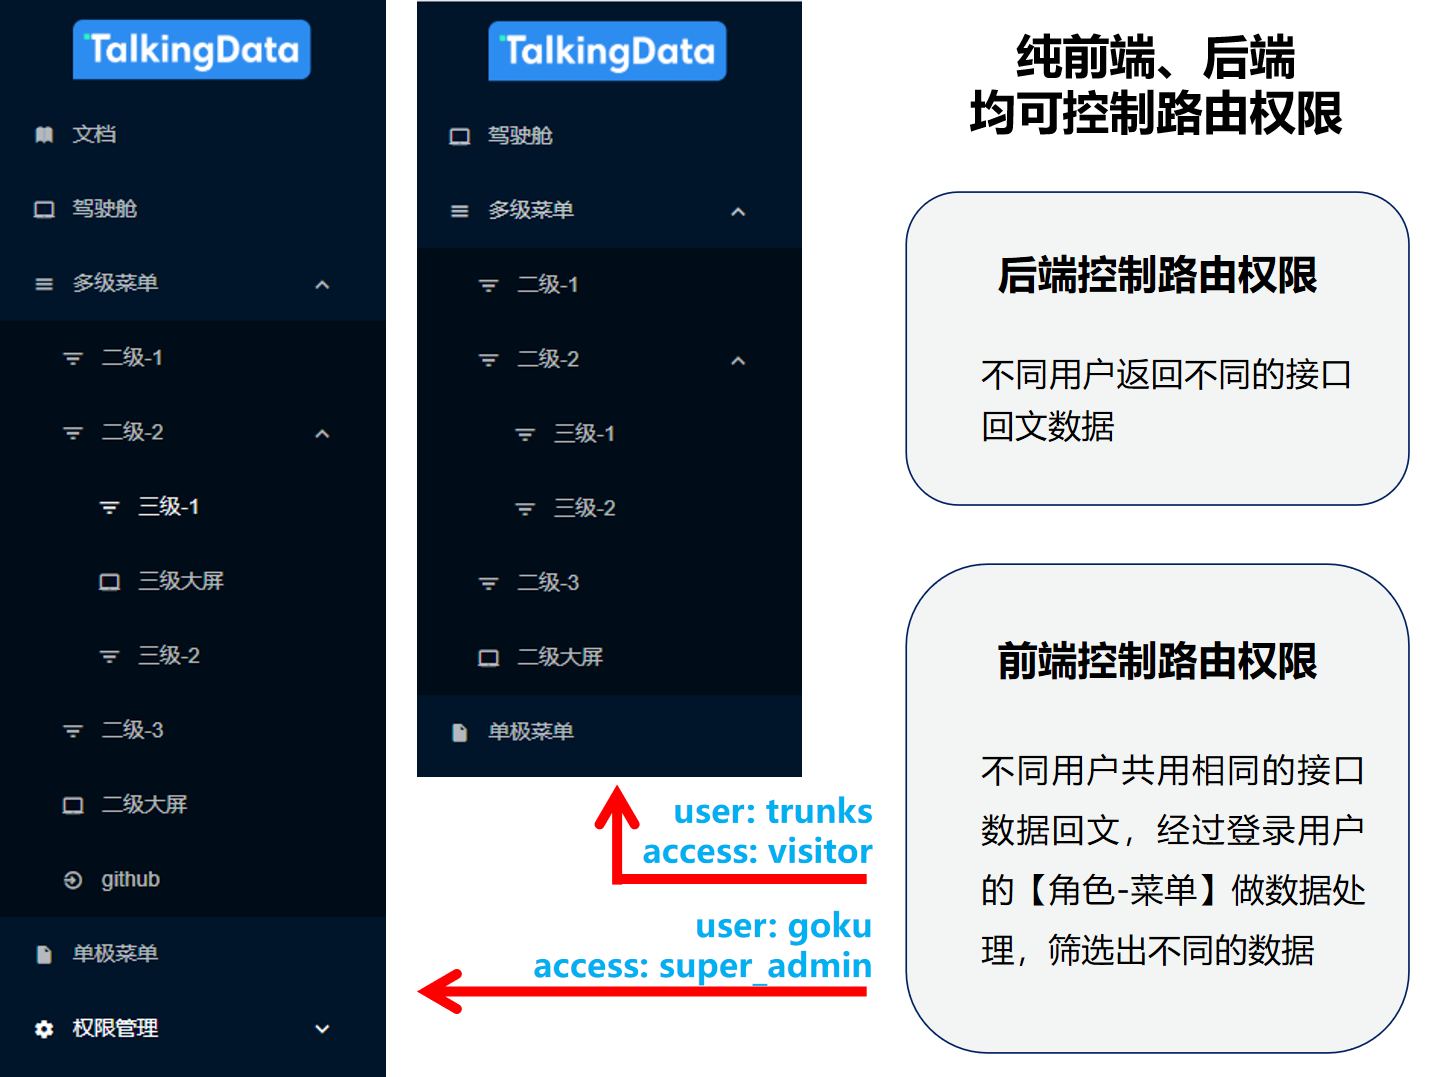 TalkingData
文档
驾驶舱
多级菜单
二级-1
二级-2
三级-1
三级大屏
三级-2
二级-3
二级大屏
github
单极菜单
权限管理
TalkingData
驾驶舱
多级菜单
二级-1
二级-2
三级-1
三级-2
二级-3
二级大屏
单极菜单
user: trunks
access: visitor
user: goku
access: super_admin
纯前端、后端
均可控制路由权限
后端控制路由权限
不同用户返回不同的接口
回文数据
前端控制路由权限
不同用户共用相同的接口
数据回文，经过登录用户
的【角色-菜单】做数据处
理，筛选出不同的数据